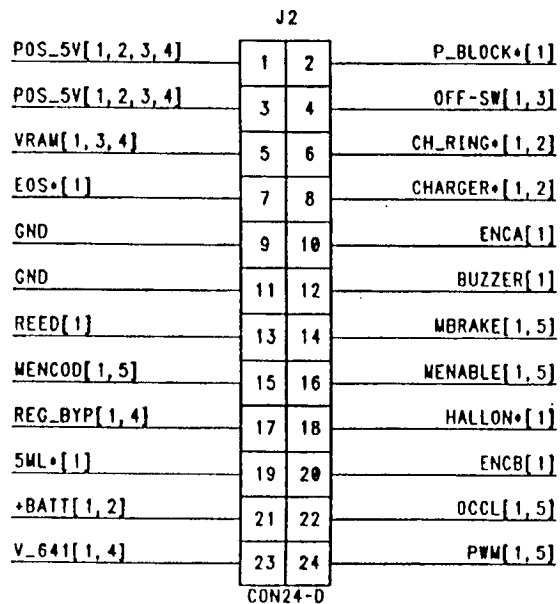 J2
POS_5V[1,2,3,4] 1 2 P_BLOCK*[1]
POS_5V[1,2,3,4] 3 4 OFF-SW[1,3]
VRAM[1,3,4] 5 6 CH_RING*[1,2]
EOS*[1] 7 8 CHARGER*[1,2]
GND 9 10 ENCA[1]
GND 11 12 BUZZER[1]
REED[1] 13 14 MBRAKE[1,5]
MENCOD[1,5] 15 16 MENABLE[1,5]
REG_BYP[1,4] 17 18 HALLON*[1]
5ML*[1] 19 20 ENCB[1]
+BATT[1,2] 21 22 OCCL[1,5]
V_641[1,4] 23 24 PWM[1,5]
CON24-D